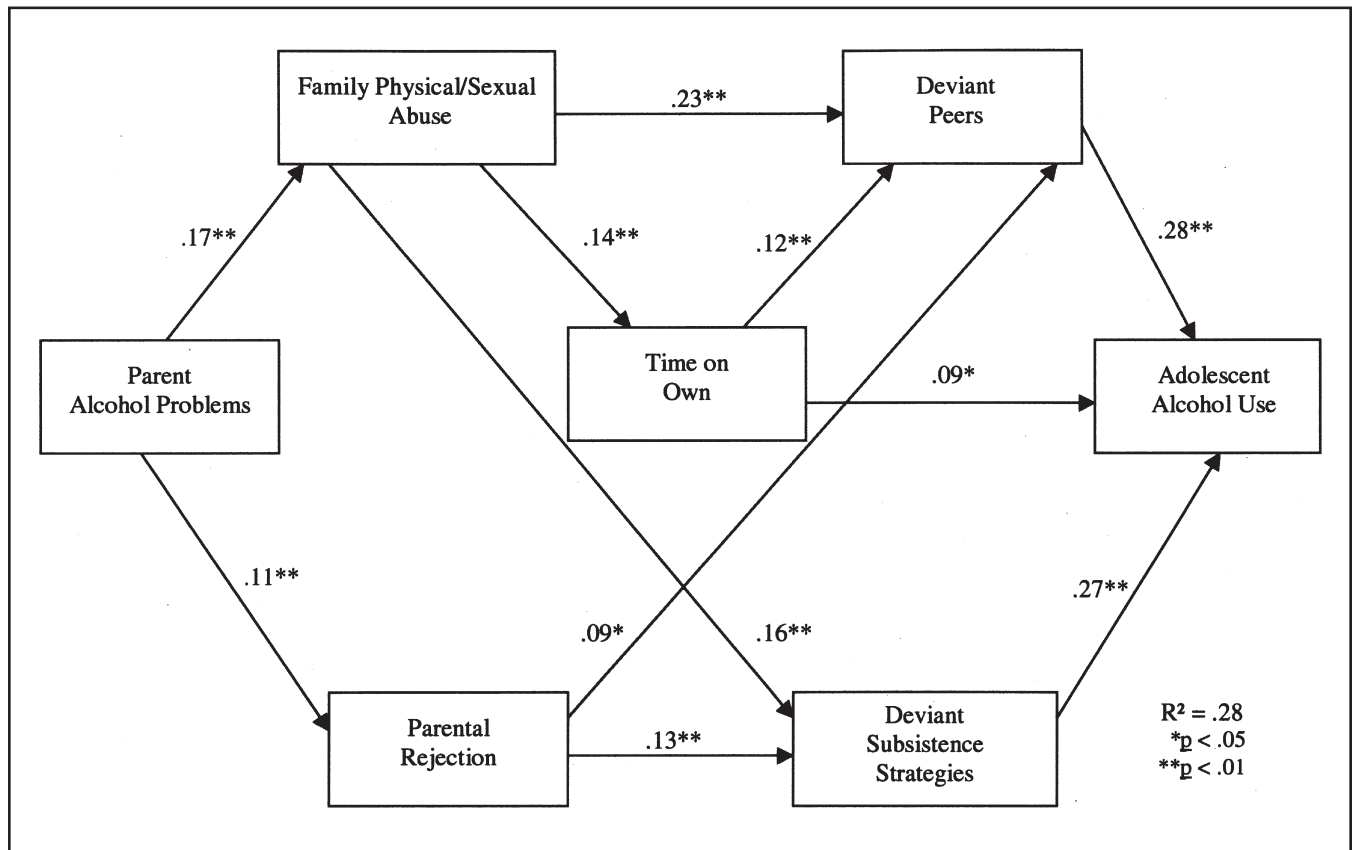 Family Physical/Sexual
Abuse
.23**
Deviant
Peers
.17**
.14**
.12**
.28**
Parent
Alcohol Problems
Time on
Own
.09*
Adolescent
Alcohol Use
.11**
.09*
.16**
.27**
Parental
Rejection
.13**
Deviant
Subsistence
Strategies
R² = .28
*p < .05
**p < .01